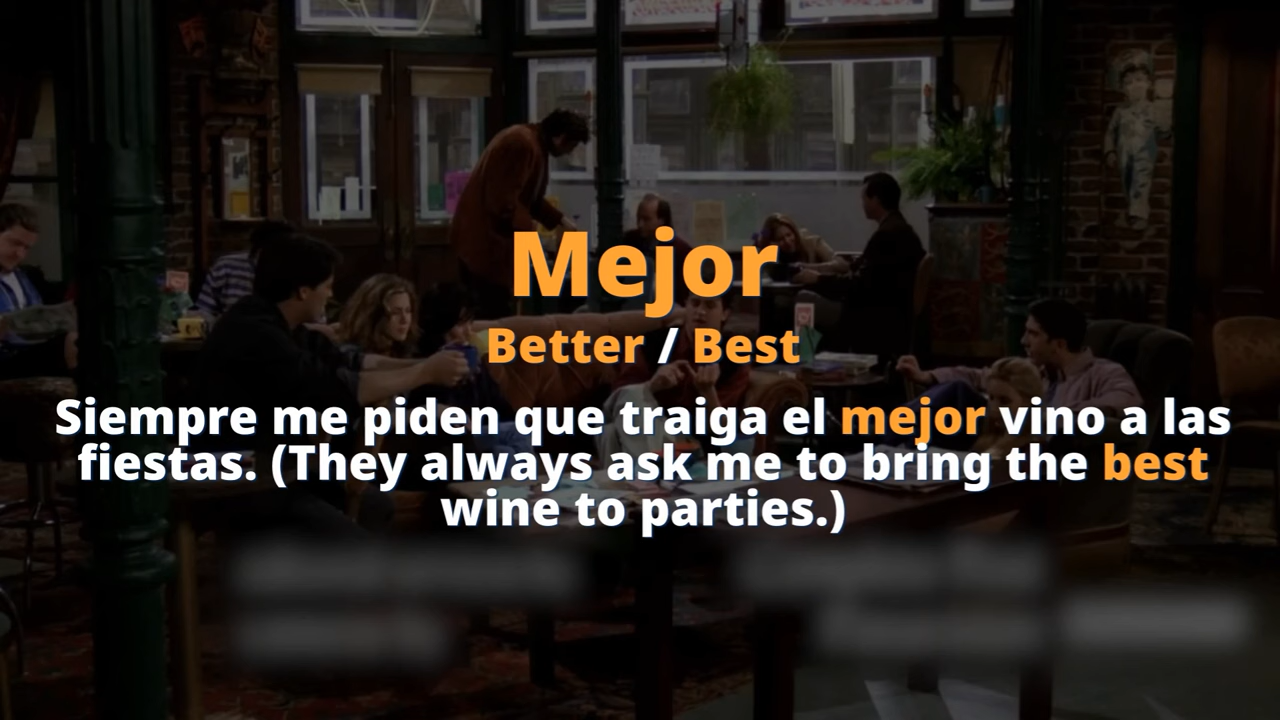 Mejor
Better / Best
Siempre me piden que traiga el mejor vino a las
fiestas. (They always ask me to bring the best
wine to parties.)